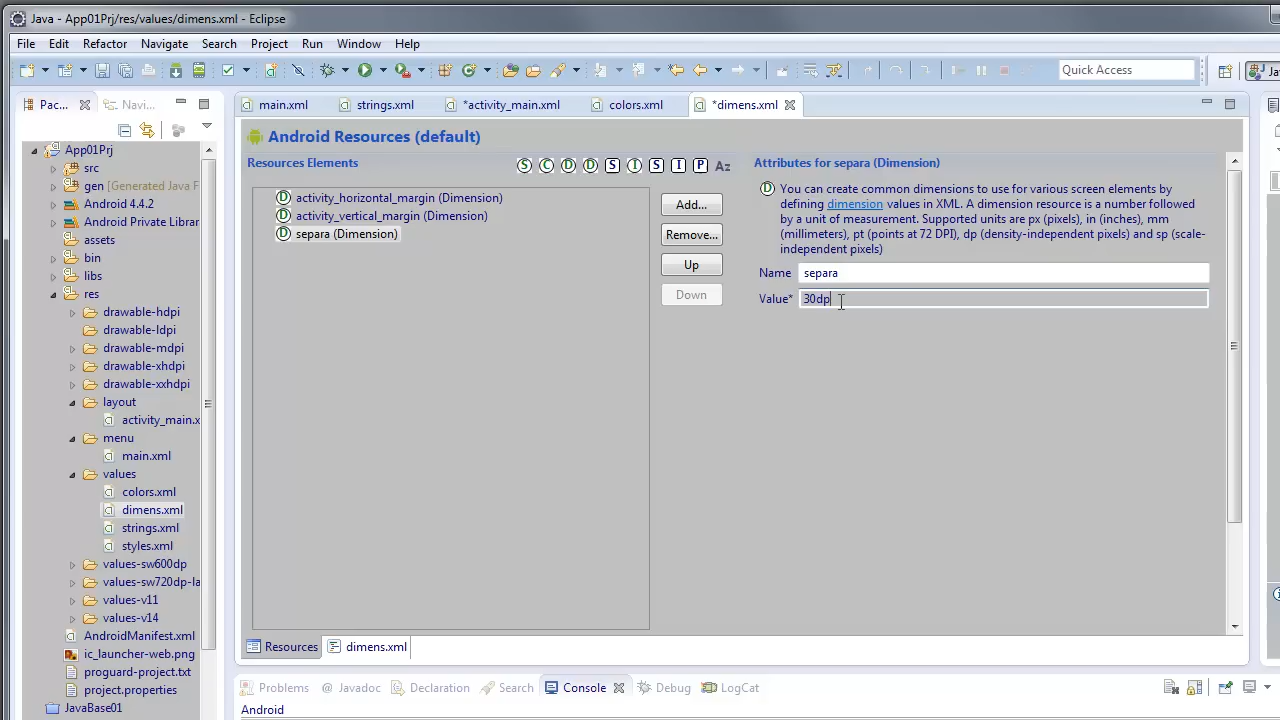 Java - App01Prj/res/values/dimens.xml - Eclipse
File Edit Refactor Navigate Search Project Run Window Help
Quick Access
Pac... Navi...
main.xml strings.xml *activity_main.xml colors.xml *dimens.xml
App01Prj
src
gen [Generated Java F
Android 4.4.2
Android Private Librar
assets
bin
libs
res
drawable-hdpi
drawable-ldpi
drawable-mdpi
drawable-xhdpi
drawable-xxhdpi
layout
activity_main.x
menu
main.xml
values
colors.xml
dimens.xml
strings.xml
styles.xml
values-sw600dp
values-sw720dp-la
values-v11
values-v14
AndroidManifest.xml
ic_launcher-web.png
proguard-project.txt
project.properties
JavaBase01
Android Resources (default)
Resources Elements
S C D D S I S I P Az
D activity_horizontal_margin (Dimension)
D activity_vertical_margin (Dimension)
D separa (Dimension)
Add...
Remove...
Up
Down
Attributes for separa (Dimension)
D You can create common dimensions to use for various screen elements by
defining dimension values in XML. A dimension resource is a number followed
by a unit of measurement. Supported units are px (pixels), in (inches), mm
(millimeters), pt (points at 72 DPI), dp (density-independent pixels) and sp (scale-
independent pixels)
Name separa
Value* 30dp
Resources dimens.xml
Problems @ Javadoc Declaration Search Console Debug LogCat
Android